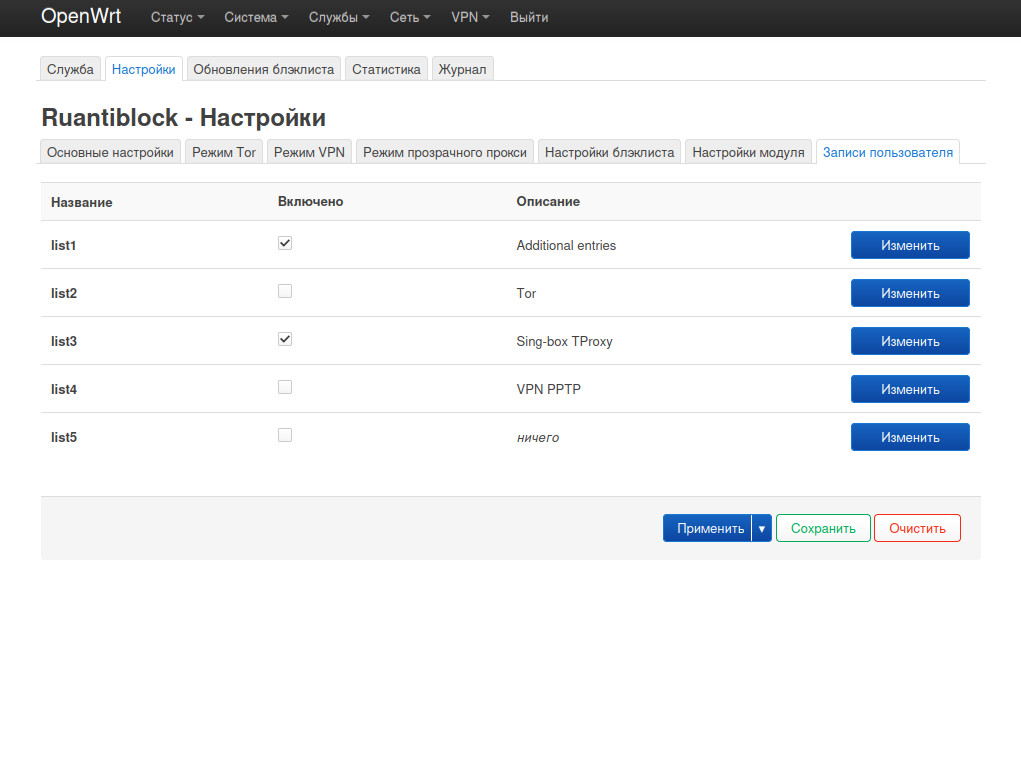 OpenWrt Статус Система Службы Сеть VPN Выйти
Служба Настройки Обновления блэклиста Статистика Журнал
Ruantiblock - Настройки
Основные настройки Режим Tor Режим VPN Режим прозрачного прокси Настройки блэклиста Настройки модуля Записи пользователя
Название Включено Описание
list1 Additional entries Изменить
list2 Tor Изменить
list3 Sing-box TProxy Изменить
list4 VPN PPTP Изменить
list5 ничего Изменить
Применить Сохранить Очистить